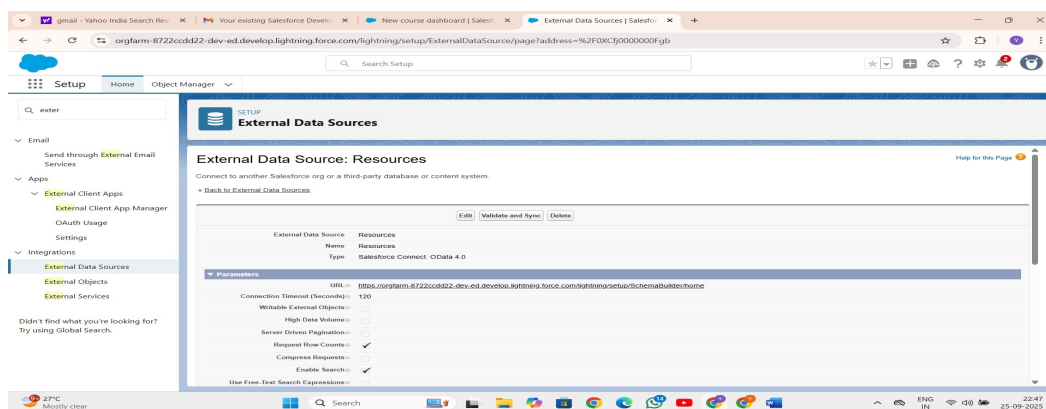 gmail - Yahoo India Search Res
Your existing Salesforce Develo
New course dashboard | Salesf
External Data Sources | Salesfor
orgfarm-8722ccdd22-dev-ed.develop.lightning.force.com/lightning/setup/ExternalDataSource/page?address=%2F0XCfj0000000Fgb
Y
Search Setup
2
Setup
Home
Object Manager
exter
SETUP
External Data Sources
Email
Send through External Email
Services
Apps
External Client Apps
External Client App Manager
OAuth Usage
Settings
Integrations
External Data Sources
External Objects
External Services
Didn't find what you're looking for?
Try using Global Search.
External Data Source: Resources
Help for this Page
Connect to another Salesforce org or a third-party database or content system.
« Back to External Data Sources
Edit Validate and Sync Delete
External Data Source Resources
Name Resources
Type Salesforce Connect: OData 4.0
Parameters
URL https://orgfarm-8722ccdd22-dev-ed.develop.lightning.force.com/lightning/setup/SchemaBuilder/home
Connection Timeout (Seconds) 120
Writable External Objects
High Data Volume
Server Driven Pagination
Request Row Counts
Compress Requests
Enable Search
Use Free-Text Search Expressions
27°C
Mostly clear
Search
ENG
IN
22:47
25-09-2025